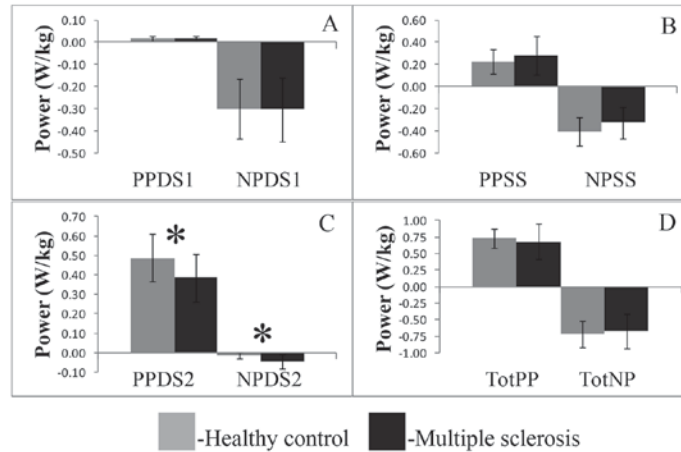 A
Power (W/kg)
0.10
0.00
-0.10
-0.20
-0.30
-0.40
-0.50
PPDS1 NPDS1
B
Power (W/kg)
0.60
0.40
0.20
0.00
0.20
0.40
0.60
PPSS NPSS
C
Power (W/kg)
0.70
0.60
0.50
0.40
0.30
0.20
0.10
0.00
-0.10
* *
PPDS2 NPDS2
D
Power (W/kg)
1.00
0.75
0.50
0.25
0.00
-0.25
-0.50
-0.75
-1.00
TotPP TotNP
-Healthy control -Multiple sclerosis